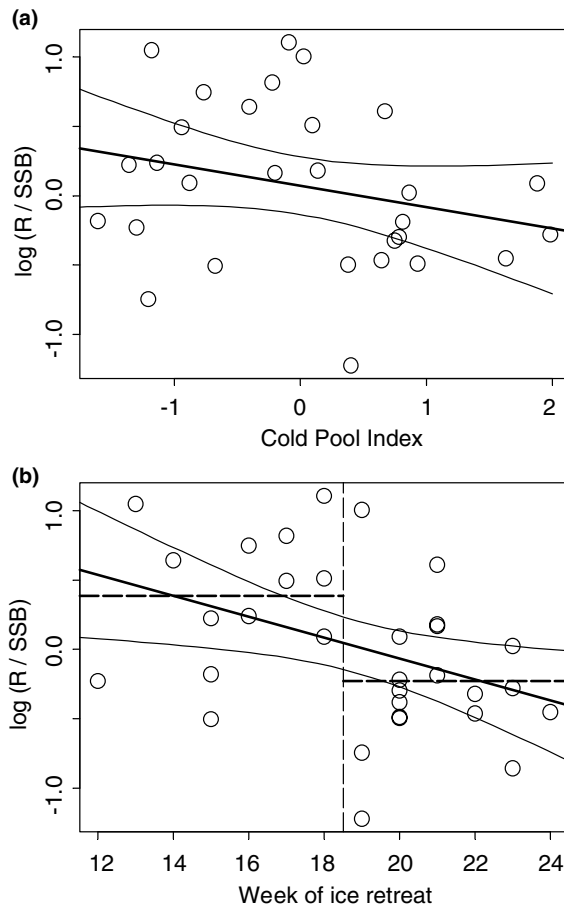 (a)
1.0
0.0
-1.0
log (R / SSB)
-1 0 1 2
Cold Pool Index
(b)
1.0
0.0
-1.0
log (R / SSB)
12 14 16 18 20 22 24
Week of ice retreat